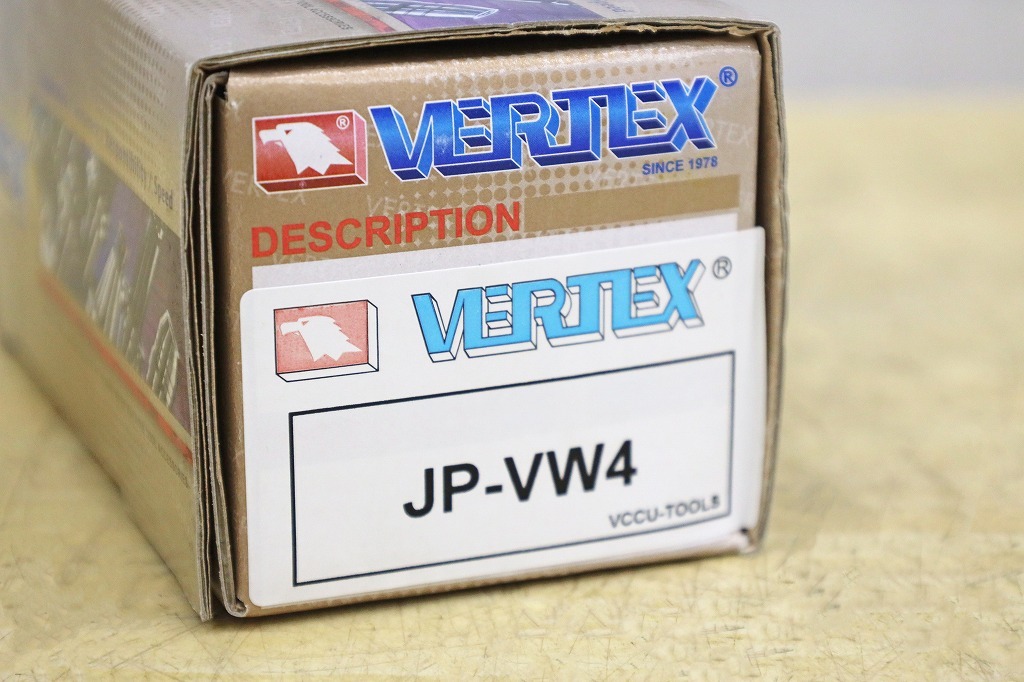 VERTEX®
SINCE 1978
DESCRIPTION
VERTEX®
JP-VW4
VCCU-TOOLS